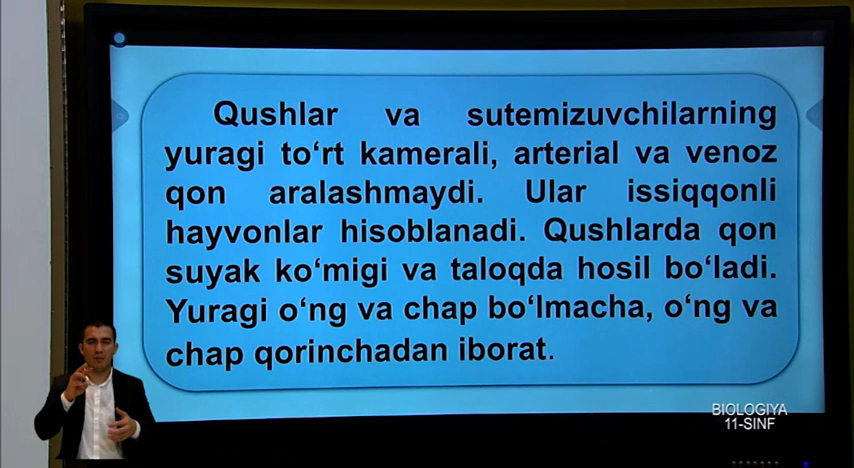 Qushlar va sutemizuvchilarning
yuragi to‘rt kamerali, arterial va venoz
qon aralashmaydi. Ular issiqqonli
hayvonlar hisoblanadi. Qushlarda qon
suyak ko‘migi va taloqda hosil bo‘ladi.
Yuragi o‘ng va chap bo‘lmacha, o‘ng va
chap qorinchadan iborat.
BIOLOGIYA
11-SINF